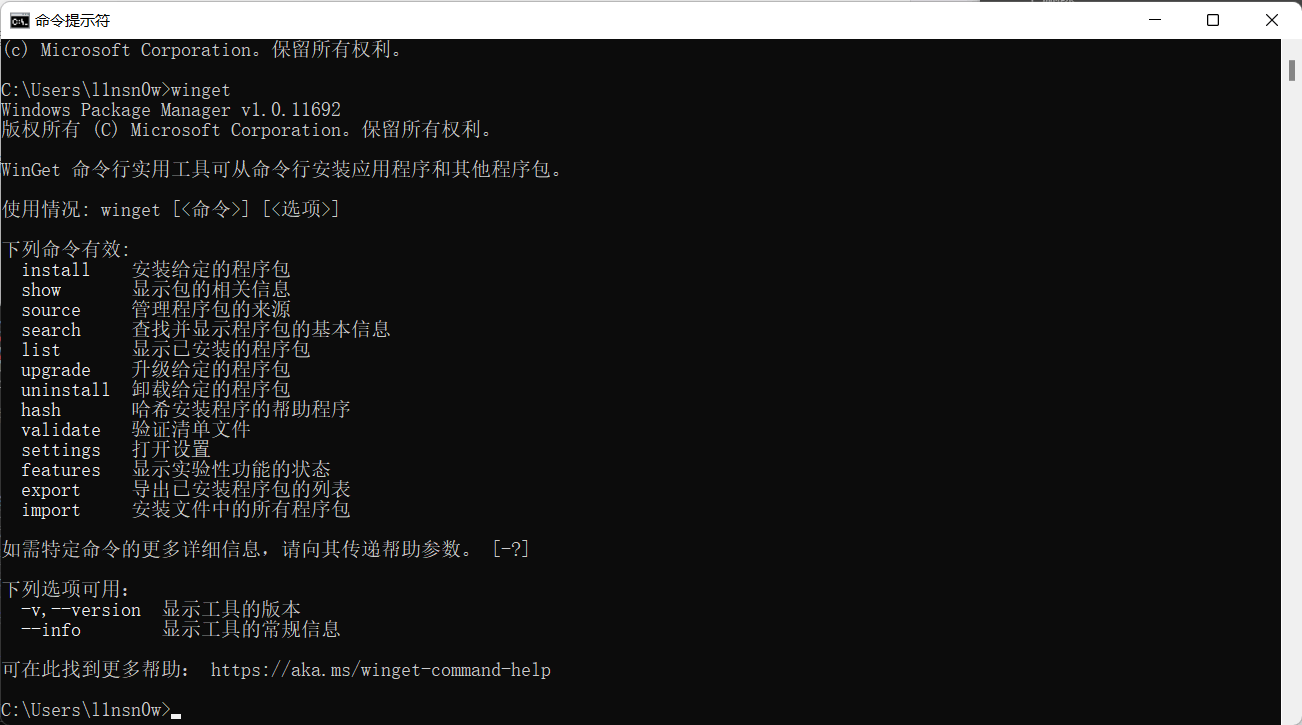 命令提示符
(c) Microsoft Corporation。保留所有权利。
C:\Users\l1nsn0w>winget
Windows Package Manager v1.0.11692
版权所有 (C) Microsoft Corporation。保留所有权利。
WinGet 命令行实用工具可从命令行安装应用程序和其他程序包。
使用情况: winget [<命令>] [<选项>]
下列命令有效:
install 安装给定的程序包
show 显示包的相关信息
source 管理程序包的来源
search 查找并显示程序包的基本信息
list 显示已安装的程序包
upgrade 升级给定的程序包
uninstall 卸载给定的程序包
hash 哈希安装程序的帮助程序
validate 验证清单文件
settings 打开设置
features 显示实验性功能的状态
export 导出已安装程序包的列表
import 安装文件中的所有程序包
如需特定命令的更多详细信息，请向其传递帮助参数。 [-?]
下列选项可用：
-v,--version 显示工具的版本
--info 显示工具的常规信息
可在此找到更多帮助： https://aka.ms/winget-command-help
C:\Users\l1nsn0w>